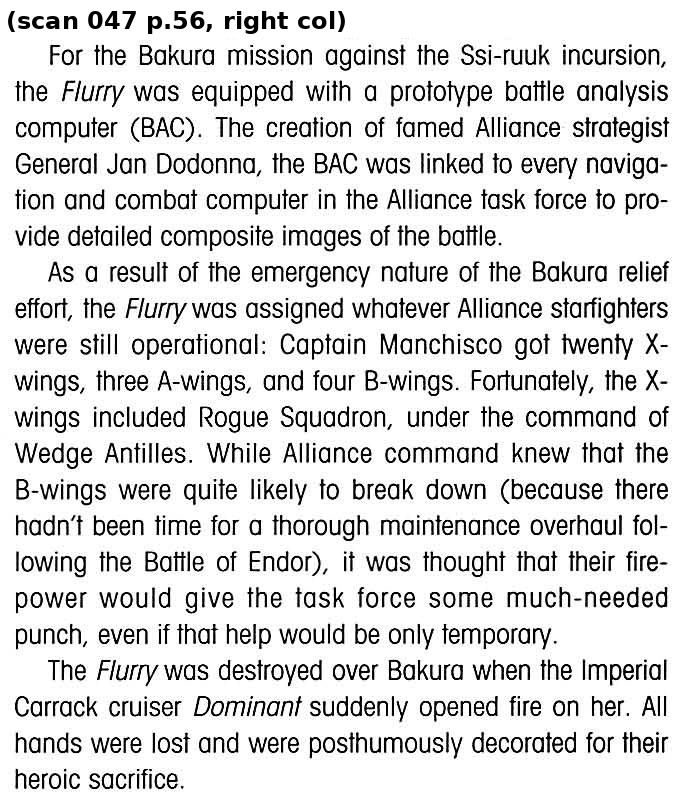 (scan 047 p.56, right col)
For the Bakura mission against the Ssi-ruuk incursion,
the Flurry was equipped with a prototype battle analysis
computer (BAC). The creation of famed Alliance strategist
General Jan Dodonna, the BAC was linked to every naviga-
tion and combat computer in the Alliance task force to pro-
vide detailed composite images of the battle.
As a result of the emergency nature of the Bakura relief
effort, the Flurry was assigned whatever Alliance starfighters
were still operational: Captain Manchisco got twenty X-
wings, three A-wings, and four B-wings. Fortunately, the X-
wings included Rogue Squadron, under the command of
Wedge Antilles. While Alliance command knew that the
B-wings were quite likely to break down (because there
hadn't been time for a thorough maintenance overhaul fol-
lowing the Battle of Endor), it was thought that their fire-
power would give the task force some much-needed
punch, even if that help would be only temporary.
The Flurry was destroyed over Bakura when the Imperial
Carrack cruiser Dominant suddenly opened fire on her. All
hands were lost and were posthumously decorated for their
heroic sacrifice.